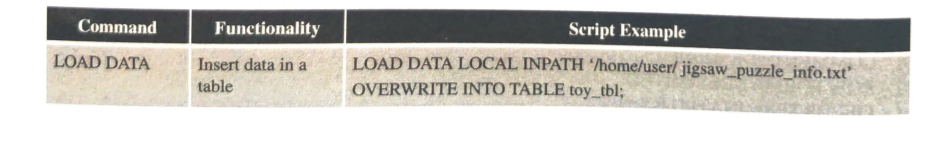 Command Functionality Script Example
LOAD DATA Insert data in a LOAD DATA LOCAL INPATH ‘/home/user/ jigsaw_puzzle_info.txt’
table OVERWRITE INTO TABLE toy_tbl;